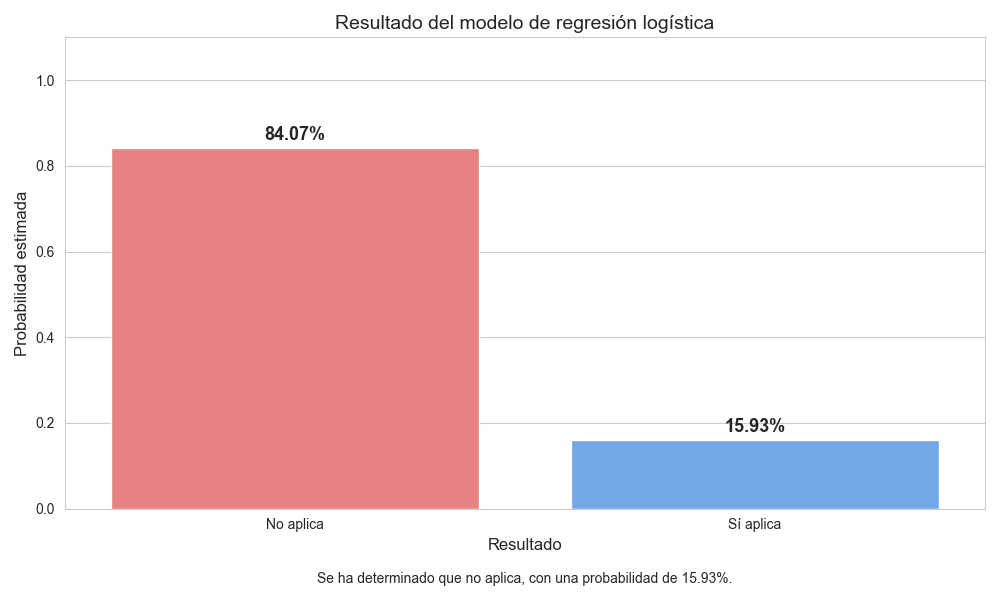 Resultado del modelo de regresión logística
Probabilidad estimada
1.0
0.8
0.6
0.4
0.2
0.0
84.07%
15.93%
No aplica
Sí aplica
Resultado
Se ha determinado que no aplica, con una probabilidad de 15.93%.